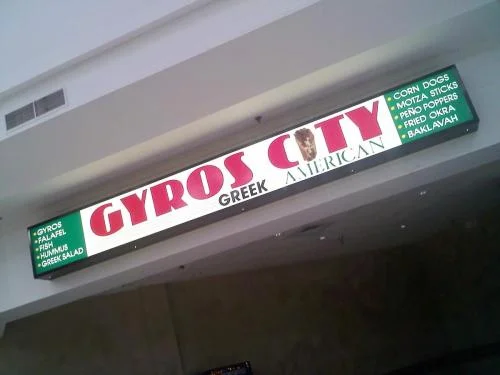 • GYROS
• FALAFEL
• FISH
• HUMMUS
• GREEK SALAD
GYROS CITY
GREEK AMERICAN
• CORN DOGS
• MOTZA STICKS
• PEÑO POPPERS
• FRIED OKRA
• BAKLAVAH